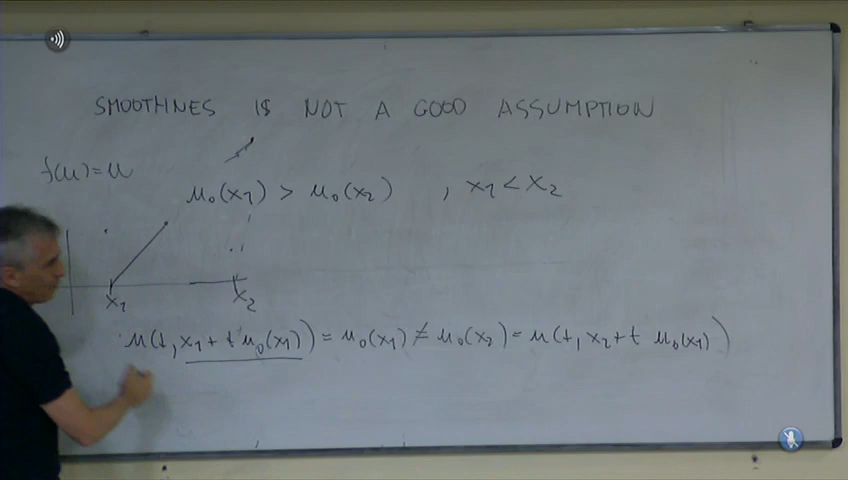 SMOOTHNES IS NOT A GOOD ASSUMPTION
f(u)=u
u₀(x₁) > u₀(x₂) , x₁ < x₂
x₁ x₂
u(t, x₁ + t u₀(x₁)) = u₀(x₁) ≠ u₀(x₂) = u(t, x₂ + t u₀(x₁))